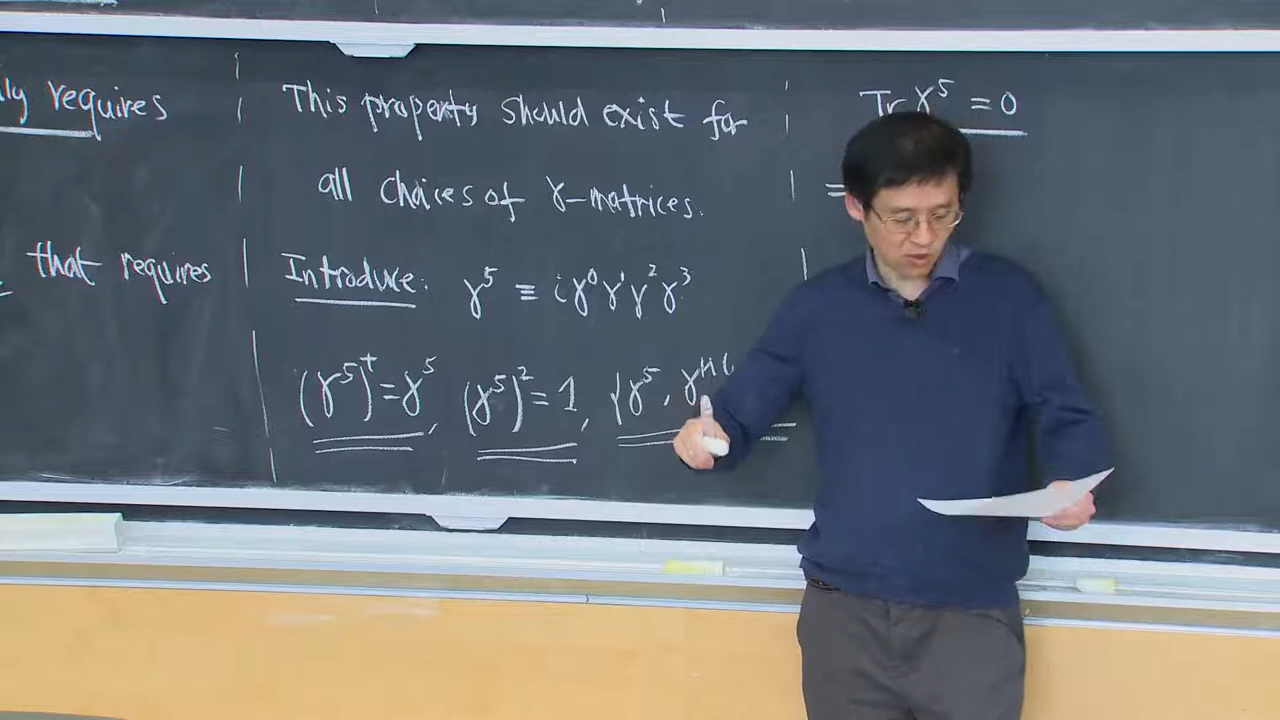 ly requires
that requires
This property should exist for
all choices of γ-matrices.
Introduce: γ⁵ ≡ iγ⁰γ¹γ²γ³
(γ⁵)† = γ⁵, (γ⁵)² = 1, {γ⁵, γ^μ
Tr γ⁵ = 0
=